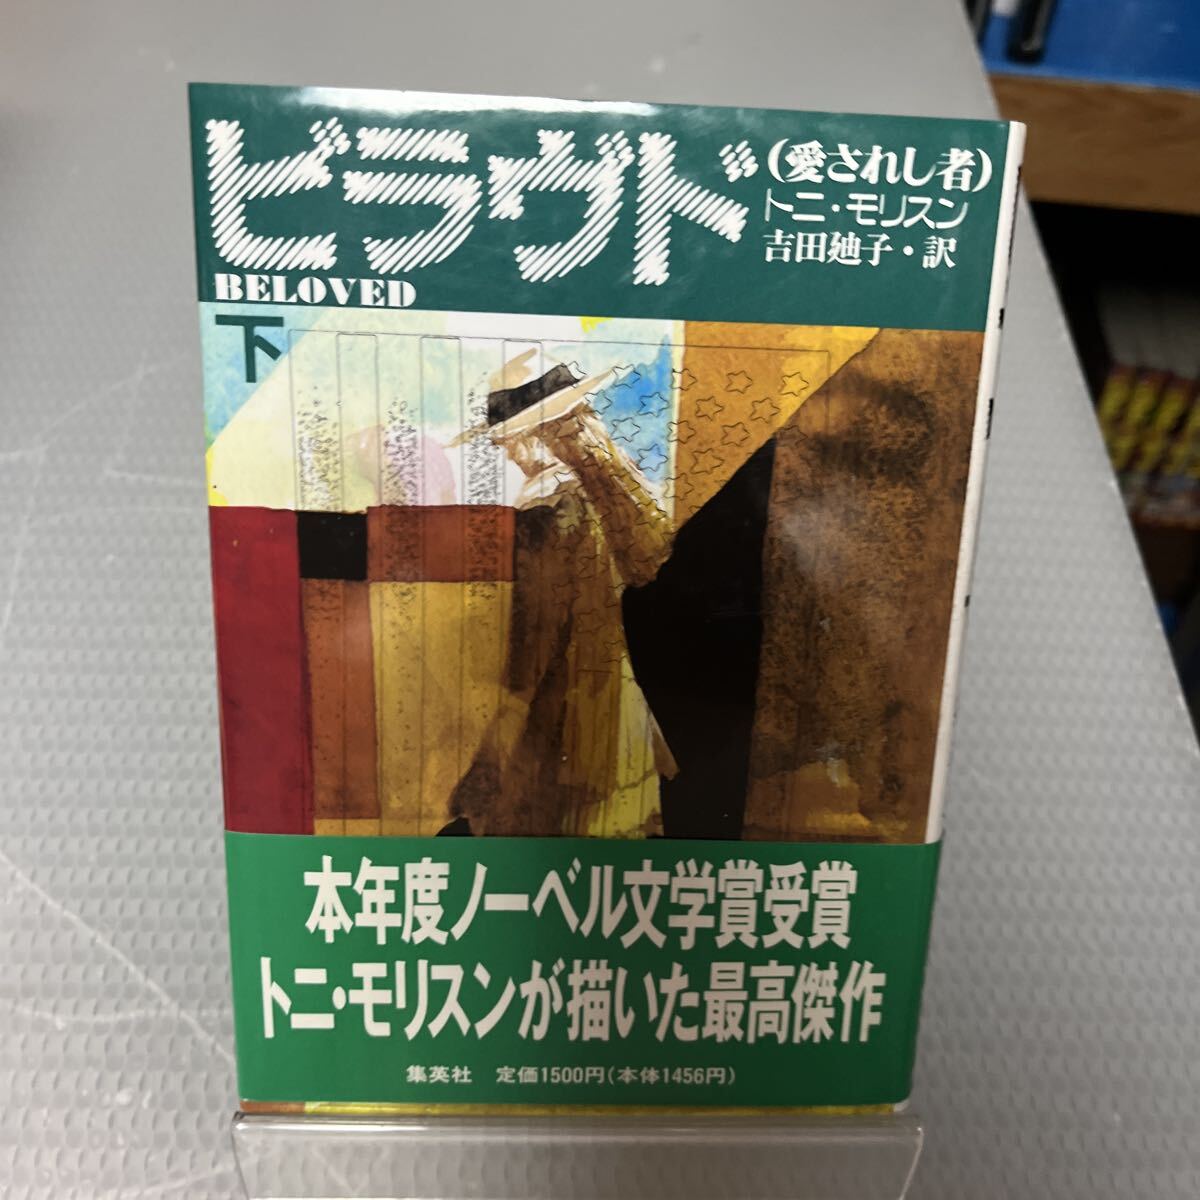 ビラヴド
(愛されし者)
トニ・モリスン
吉田廸子・訳
BELOVED
下
本年度ノーベル文学賞受賞
トニ・モリスンが描いた最高傑作
集英社 定価1500円(本体1456円)